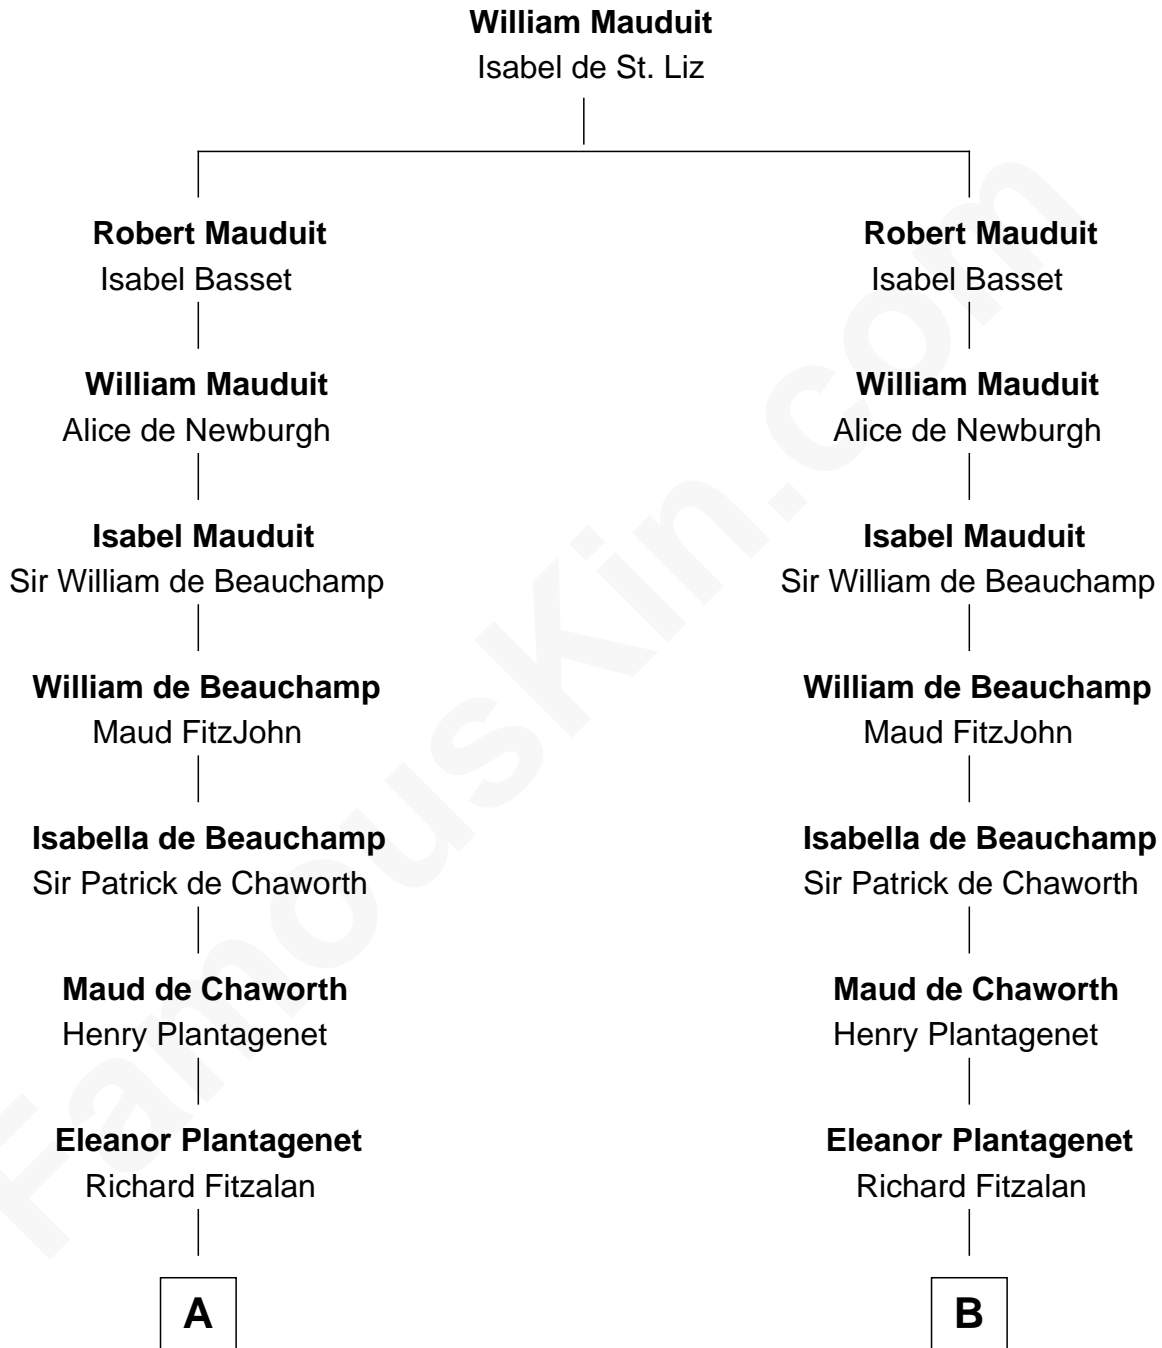 William Mauduit
Isabel de St. Liz
Robert Mauduit
Isabel Basset
William Mauduit
Alice de Newburgh
Isabel Mauduit
Sir William de Beauchamp
William de Beauchamp
Maud FitzJohn
Isabella de Beauchamp
Sir Patrick de Chaworth
Maud de Chaworth
Henry Plantagenet
Eleanor Plantagenet
Richard Fitzalan
A
Robert Mauduit
Isabel Basset
William Mauduit
Alice de Newburgh
Isabel Mauduit
Sir William de Beauchamp
William de Beauchamp
Maud FitzJohn
Isabella de Beauchamp
Sir Patrick de Chaworth
Maud de Chaworth
Henry Plantagenet
Eleanor Plantagenet
Richard Fitzalan
B
FamousKin.com